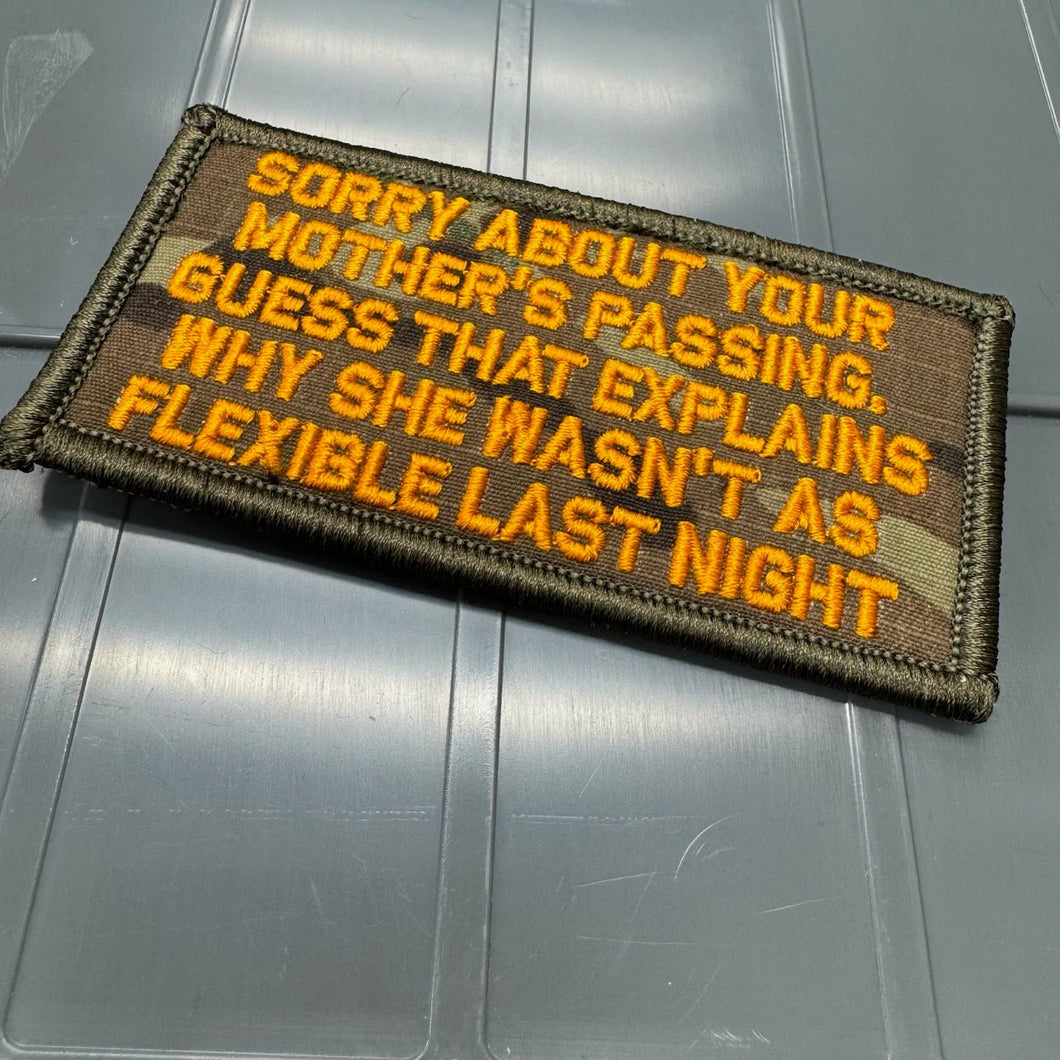 SORRY ABOUT YOUR
MOTHER'S PASSING.
GUESS THAT EXPLAINS
WHY SHE WASN'T AS
FLEXIBLE LAST NIGHT